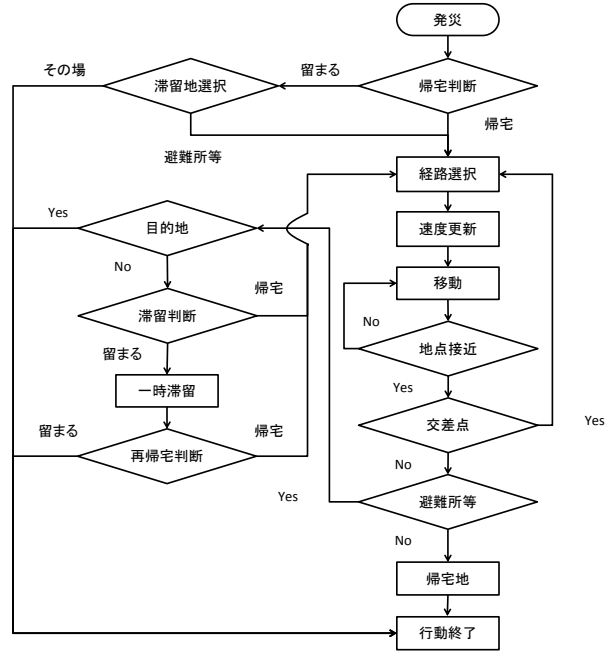 発災
その場
滞留地選択
留まる
帰宅判断
帰宅
避難所等
経路選択
Yes
目的地
速度更新
No
帰宅
移動
滞留判断
No
地点接近
留まる
一時滞留
Yes
留まる
帰宅
交差点
Yes
再帰宅判断
No
Yes
避難所等
No
帰宅地
行動終了